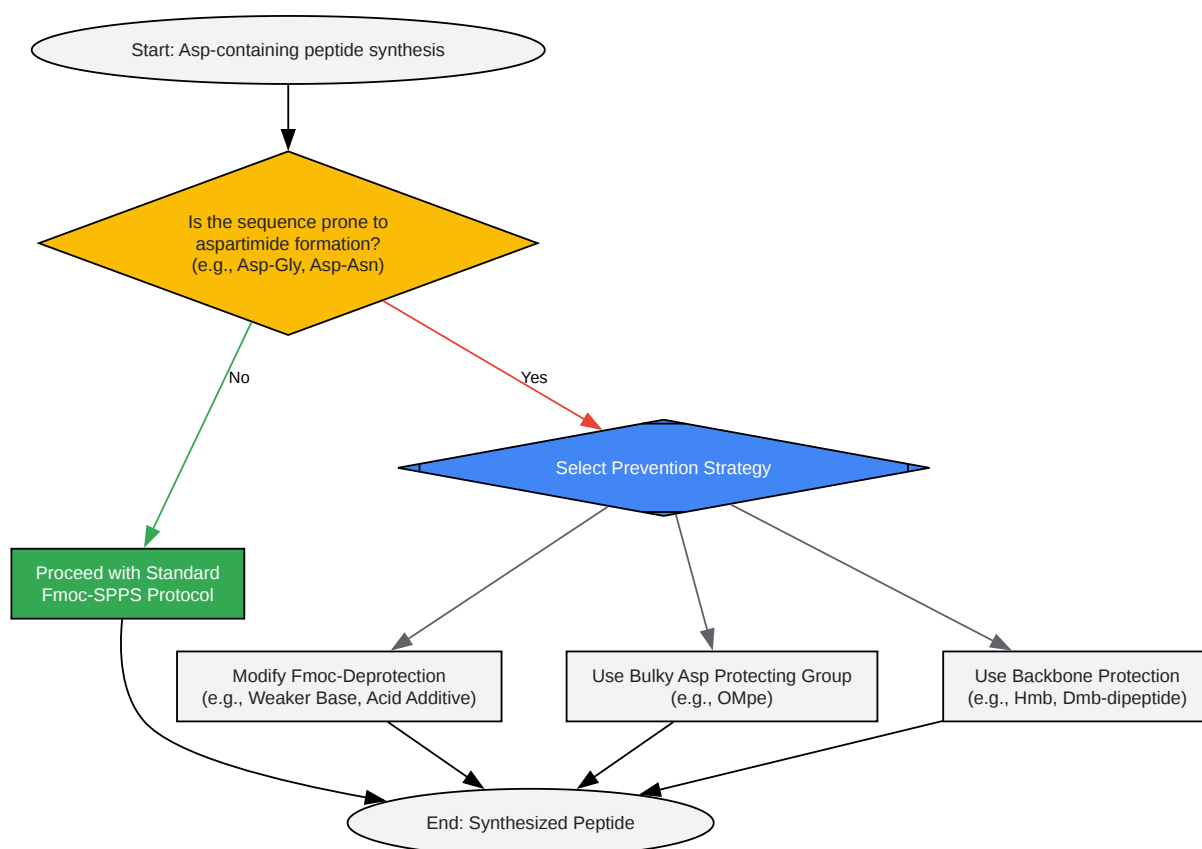 Start: Asp-containing peptide synthesis
Is the sequence prone to
aspartimide formation?
(e.g., Asp-Gly, Asp-Asn)
No
Yes
Select Prevention Strategy
Proceed with Standard
Fmoc-SPPS Protocol
Modify Fmoc-Deprotection
(e.g., Weaker Base, Acid Additive)
Use Bulky Asp Protecting Group
(e.g., OMpe)
Use Backbone Protection
(e.g., Hmb, Dmb-dipeptide)
End: Synthesized Peptide